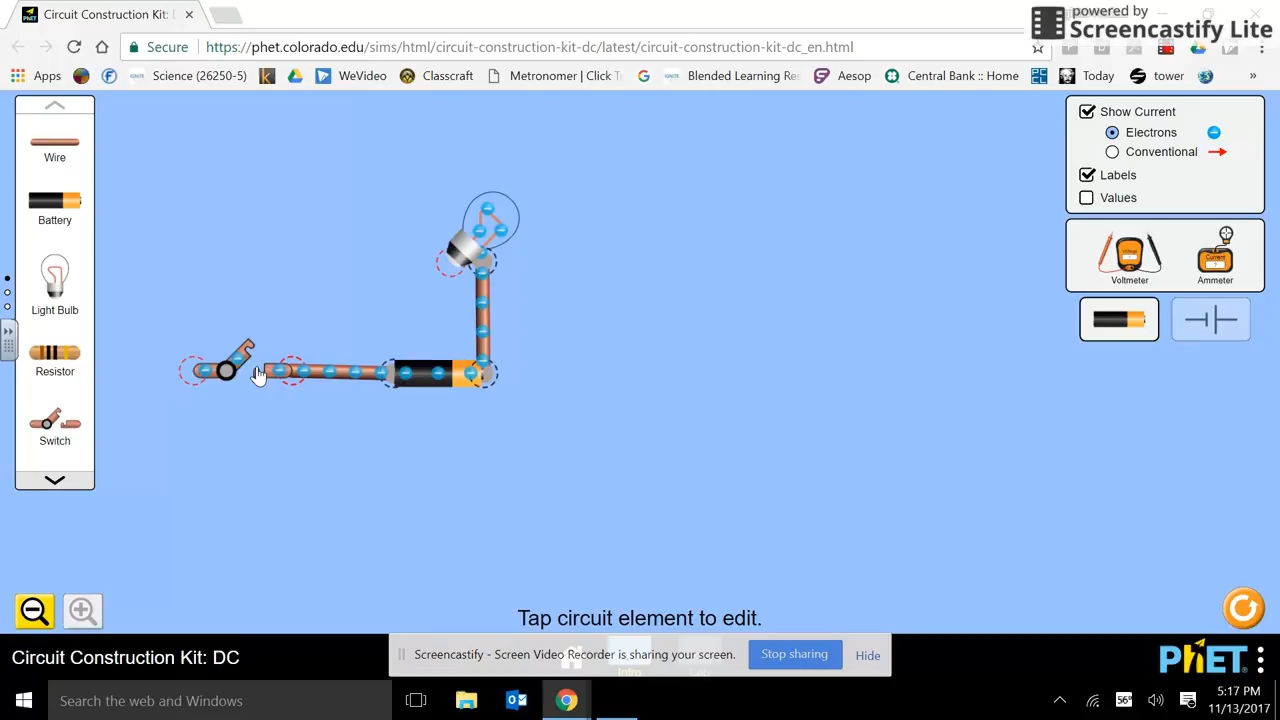 Circuit Construction Kit: D
powered by
Screencastify Lite
Secure
https://phet.colorado.edu/sims/html/circuit-construction-kit-dc/latest/circuit-construction-kit-dc_en.html
Apps
Science (26250-5)
WeVideo
Classcraft
Metronomer | Click T
Blended Learning Res
Aesop
Central Bank :: Home
Today
tower
»
Wire
Battery
Light Bulb
Resistor
Switch
Show Current
Electrons
Conventional
Labels
Values
Voltmeter
Current
Ammeter
Tap circuit element to edit.
Circuit Construction Kit: DC
Screencastify - Screen Video Recorder is sharing your screen.
Stop sharing
Hide
Intro
PhET
Search the web and Windows
56°
5:17 PM
11/13/2017